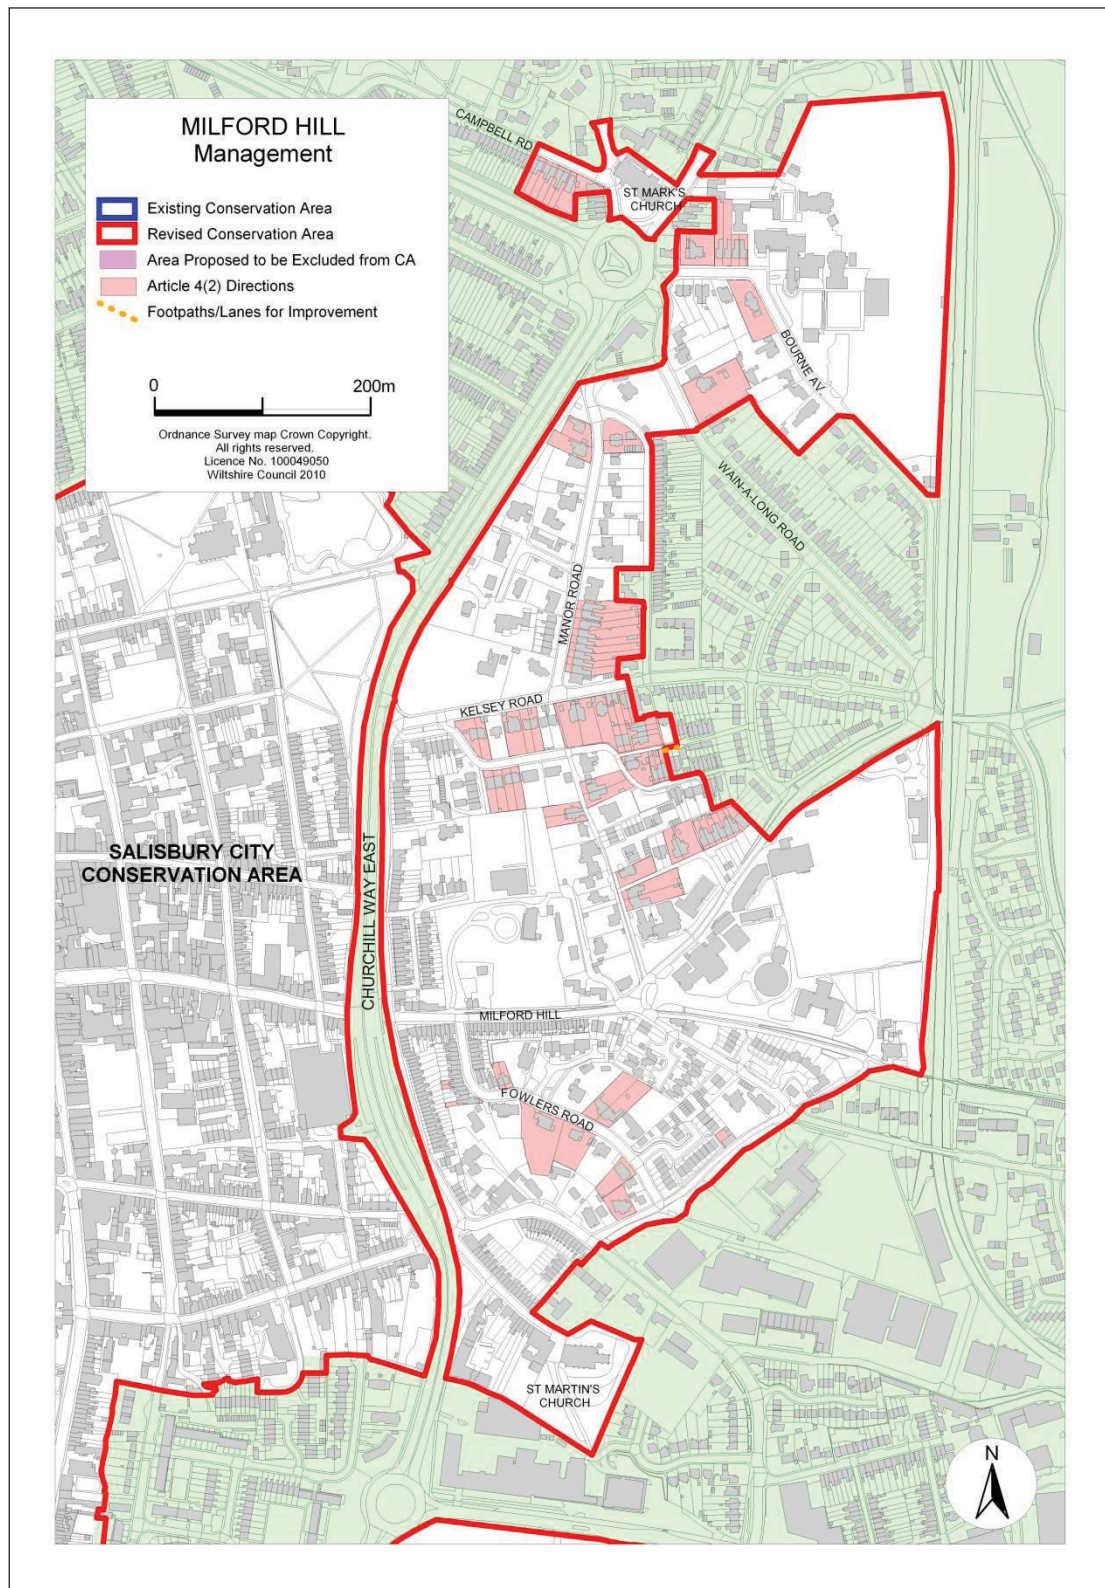 MILFORD HILL
Management
Existing Conservation Area
Revised Conservation Area
Area Proposed to be Excluded from CA
Article 4(2) Directions
Footpaths/Lanes for Improvement
0 200m
Ordnance Survey map Crown Copyright.
All rights reserved.
Licence No. 100049050
Wiltshire Council 2010
CAMPBELL RD
ST MARK'S
CHURCH
BOURNE AV.
WAIN-A-LONG ROAD
MANOR ROAD
KELSEY ROAD
SALISBURY CITY
CONSERVATION AREA
CHURCHILL WAY EAST
MILFORD HILL
FOWLERS ROAD
ST MARTIN'S
CHURCH
N